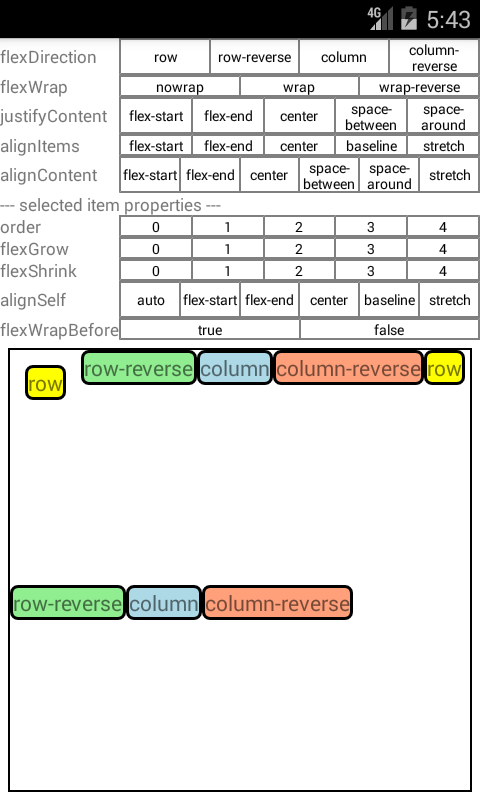 4G 5:43
flexDirection row row-reverse column column-reverse
flexWrap nowrap wrap wrap-reverse
justifyContent flex-start flex-end center space-between space-around
alignItems flex-start flex-end center baseline stretch
alignContent flex-start flex-end center space-between space-around stretch
--- selected item properties ---
order 0 1 2 3 4
flexGrow 0 1 2 3 4
flexShrink 0 1 2 3 4
alignSelf auto flex-start flex-end center baseline stretch
flexWrapBefore true false
row row-reverse column column-reverse row
row-reverse column column-reverse